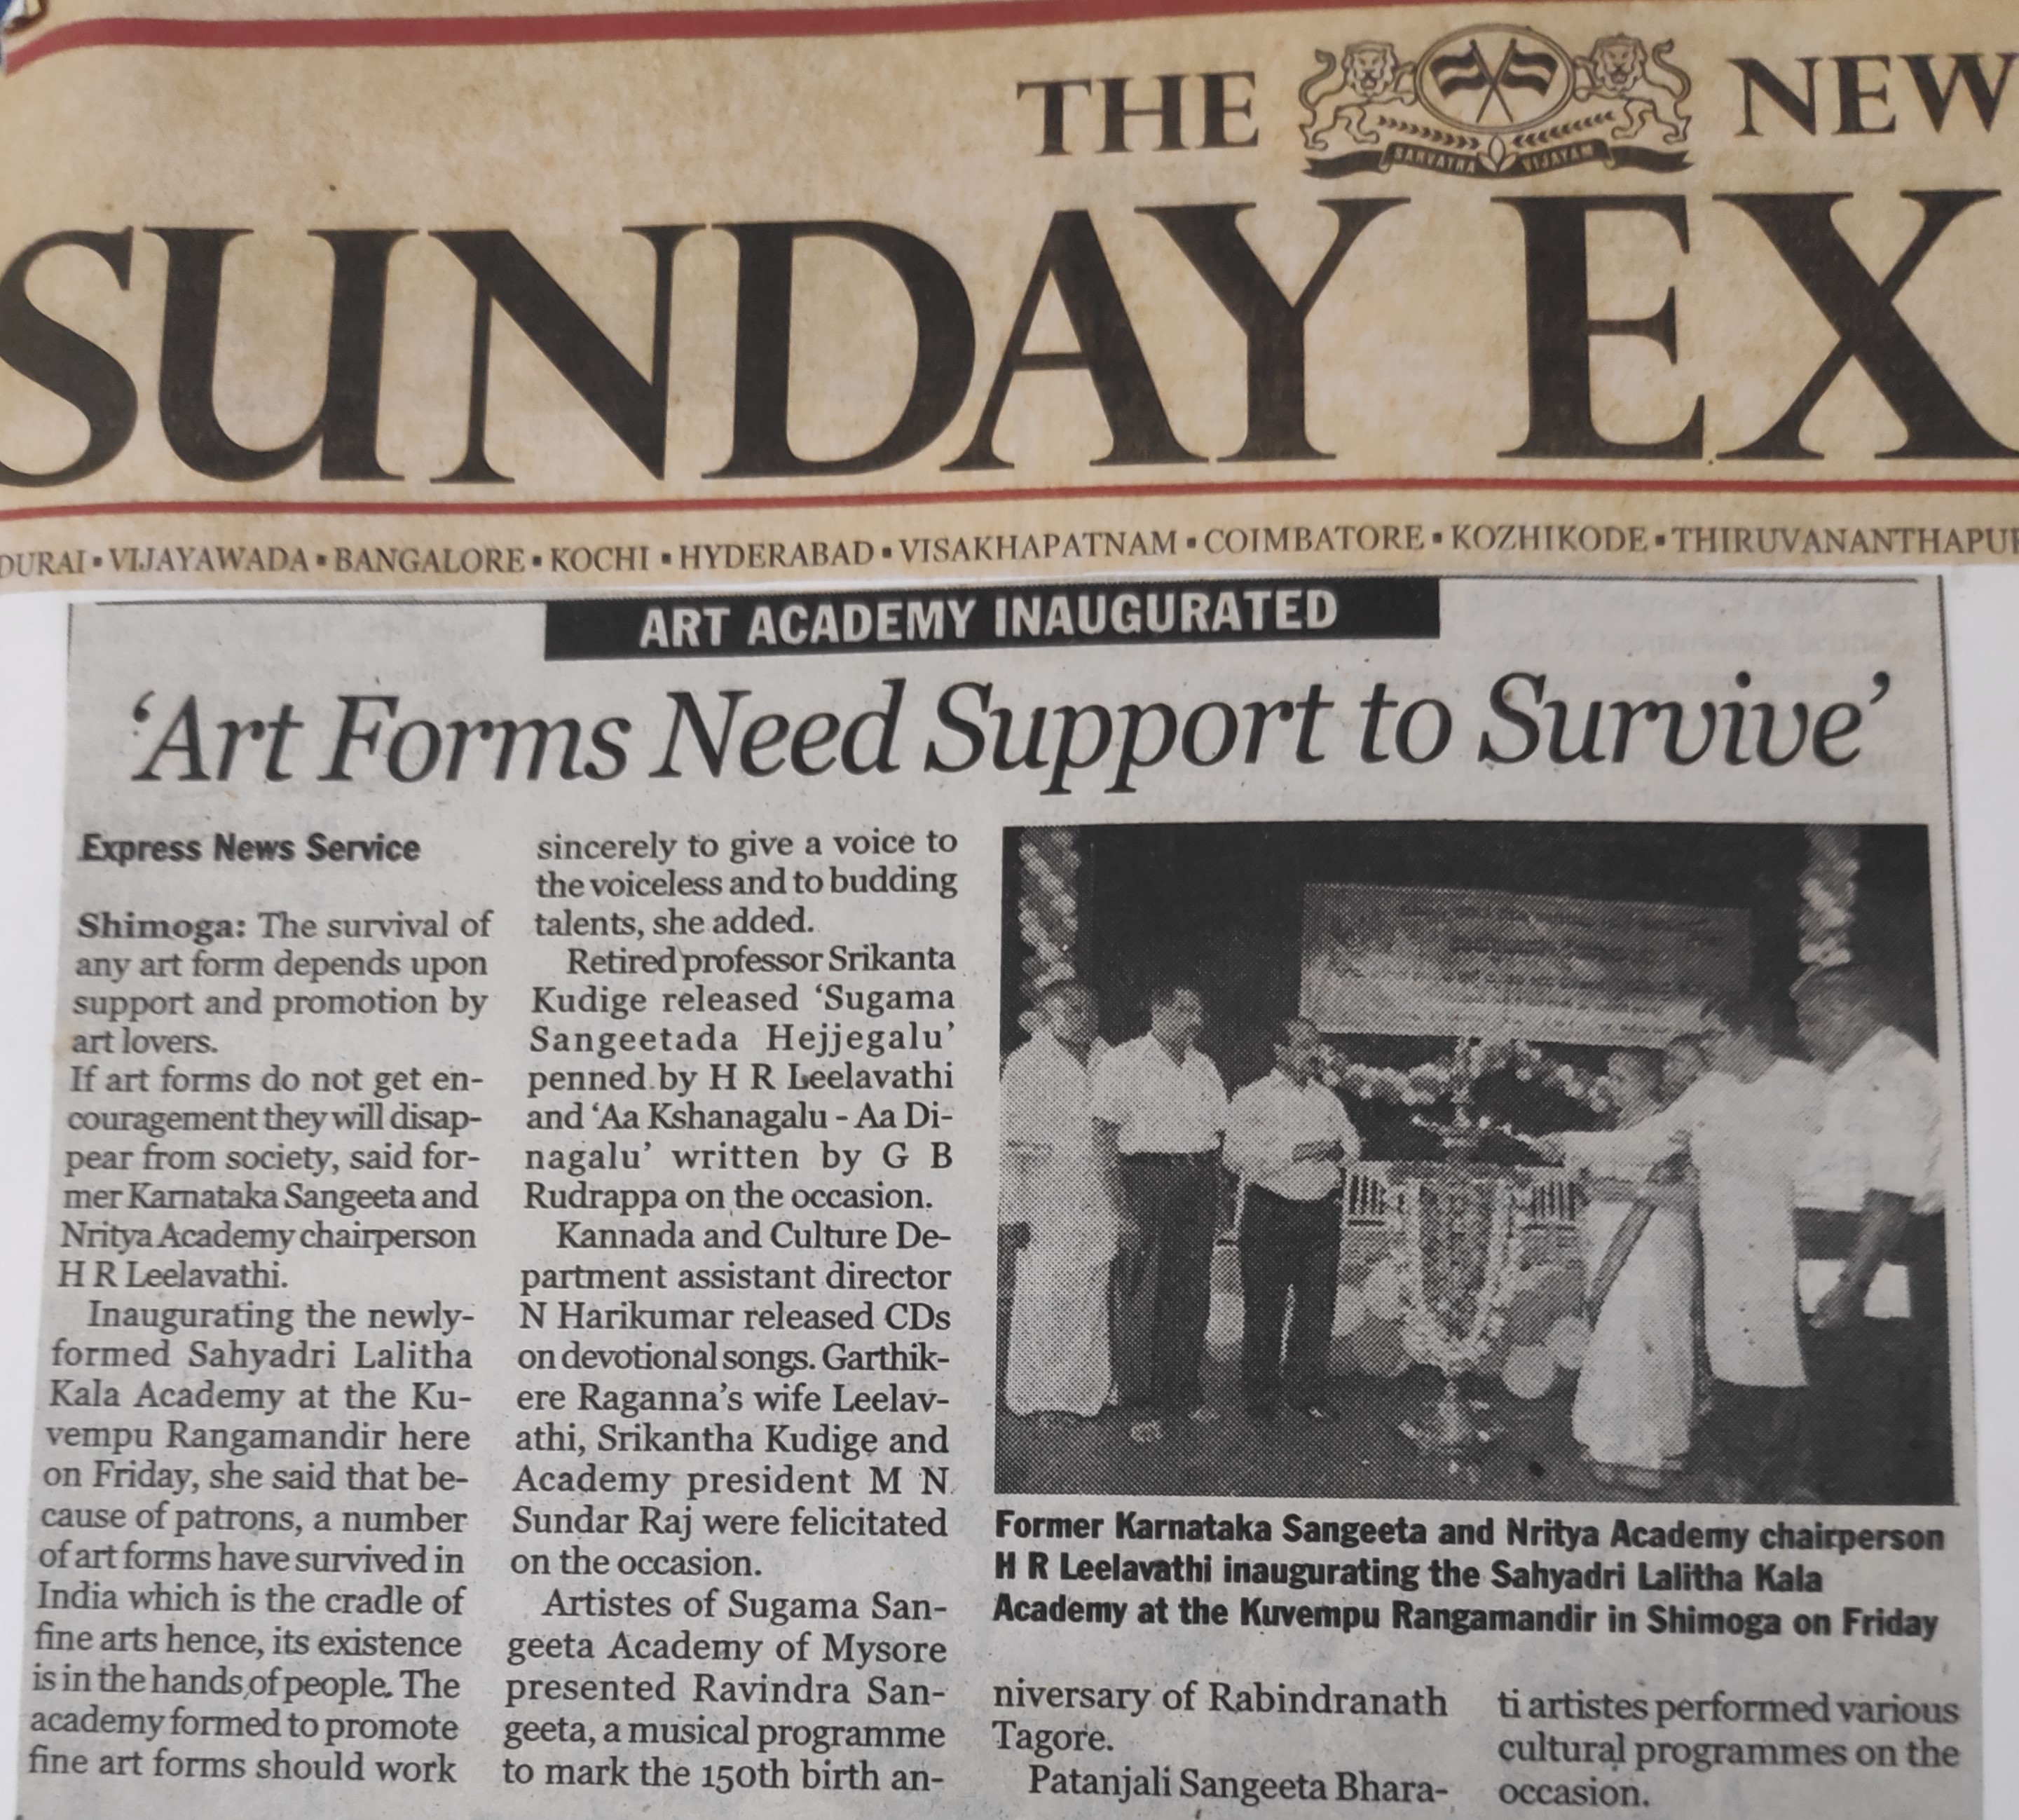 THE NEW
SARVATRA VIJAYAM
SUNDAY EX
DURAI ▪ VIJAYAWADA ▪ BANGALORE ▪ KOCHI ▪ HYDERABAD ▪ VISAKHAPATNAM ▪ COIMBATORE ▪ KOZHIKODE ▪ THIRUVANANTHAPU
ART ACADEMY INAUGURATED
‘Art Forms Need Support to Survive’
Express News Service
Shimoga: The survival of
any art form depends upon
support and promotion by
art lovers.
If art forms do not get en-
couragement they will disap-
pear from society, said for-
mer Karnataka Sangeeta and
Nritya Academy chairperson
H R Leelavathi.
Inaugurating the newly-
formed Sahyadri Lalitha
Kala Academy at the Ku-
vempu Rangamandir here
on Friday, she said that be-
cause of patrons, a number
of art forms have survived in
India which is the cradle of
fine arts hence, its existence
is in the hands of people. The
academy formed to promote
fine art forms should work
sincerely to give a voice to
the voiceless and to budding
talents, she added.
Retired professor Srikanta
Kudige released ‘Sugama
Sangeetada Hejjegalu’
penned by H R Leelavathi
and ‘Aa Kshanagalu - Aa Di-
nagalu’ written by G B
Rudrappa on the occasion.
Kannada and Culture De-
partment assistant director
N Harikumar released CDs
on devotional songs. Garthik-
ere Raganna’s wife Leelav-
athi, Srikantha Kudige and
Academy president M N
Sundar Raj were felicitated
on the occasion.
Artistes of Sugama San-
geeta Academy of Mysore
presented Ravindra San-
geeta, a musical programme
to mark the 150th birth an-
Former Karnataka Sangeeta and Nritya Academy chairperson
H R Leelavathi inaugurating the Sahyadri Lalitha Kala
Academy at the Kuvempu Rangamandir in Shimoga on Friday
niversary of Rabindranath
Tagore.
Patanjali Sangeeta Bhara-
ti artistes performed various
cultural programmes on the
occasion.